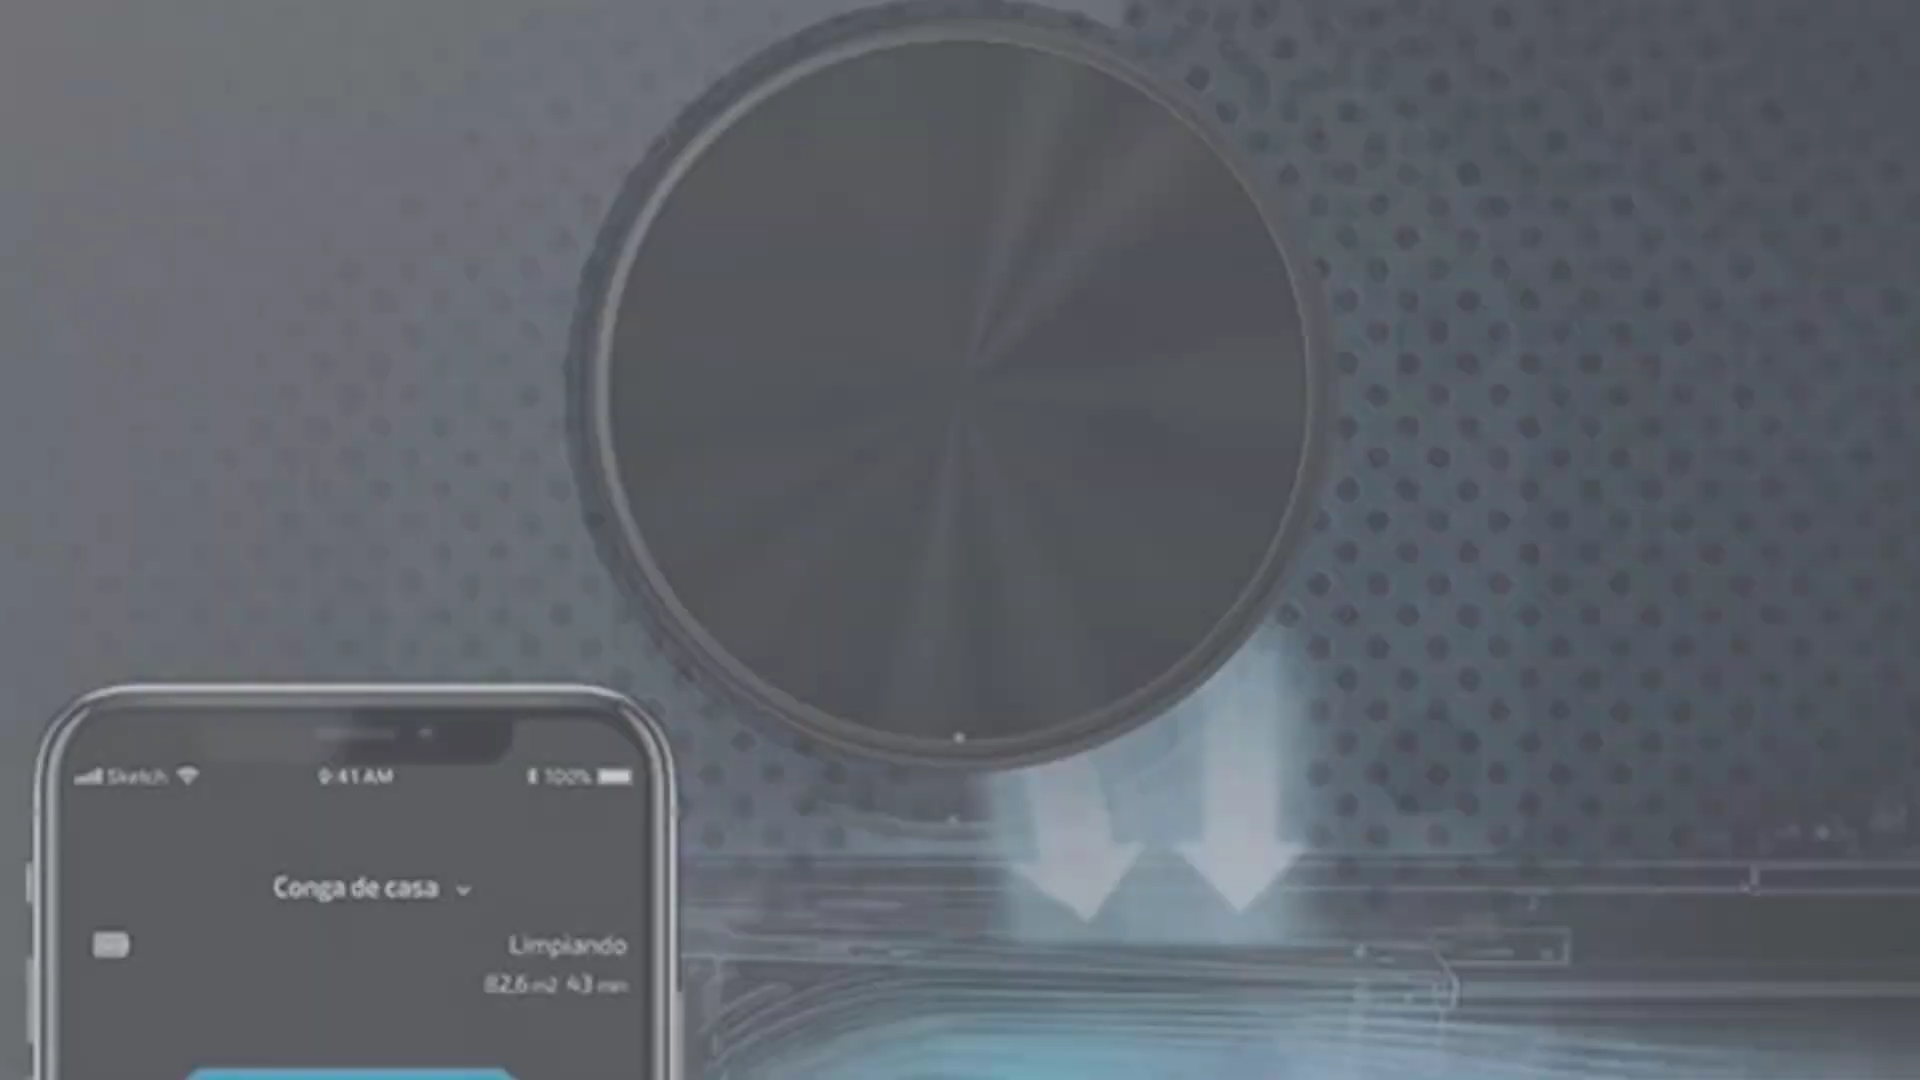 Sketch 9:41 AM 100%
Conga de casa
Limpiando
82,6 m2 43 min